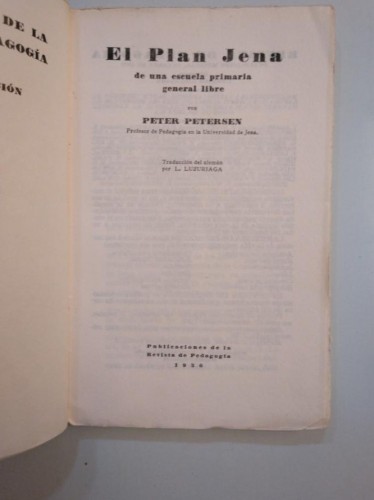 DE LA
AGOGÍA
IÓN
El Plan Jena
de una escuela primaria
general libre
POR
PETER PETERSEN
Profesor de Pedagogía en la Universidad de Jena.
Traducción del alemán
por L. LUZURIAGA
Publicaciones de la
Revista de Pedagogía